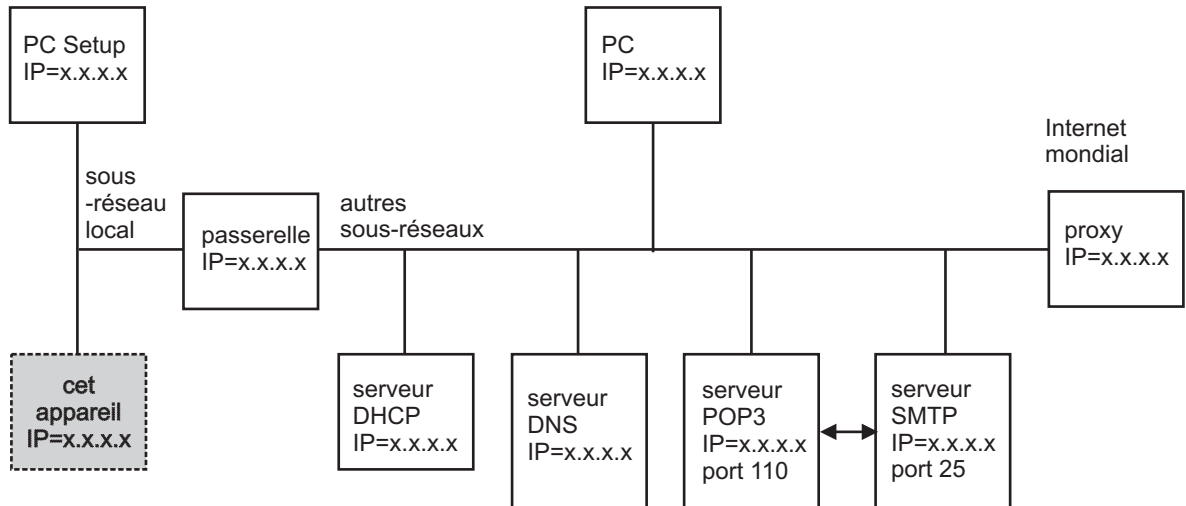 PC Setup
IP=x.x.x.x
PC
IP=x.x.x.x
Internet
mondial
sous
-réseau
local
passerelle
IP=x.x.x.x
autres
sous-réseaux
proxy
IP=x.x.x.x
cet
appareil
IP=x.x.x.x
serveur
DHCP
IP=x.x.x.x
serveur
DNS
IP=x.x.x.x
serveur
POP3
IP=x.x.x.x
port 110
serveur
SMTP
IP=x.x.x.x
port 25